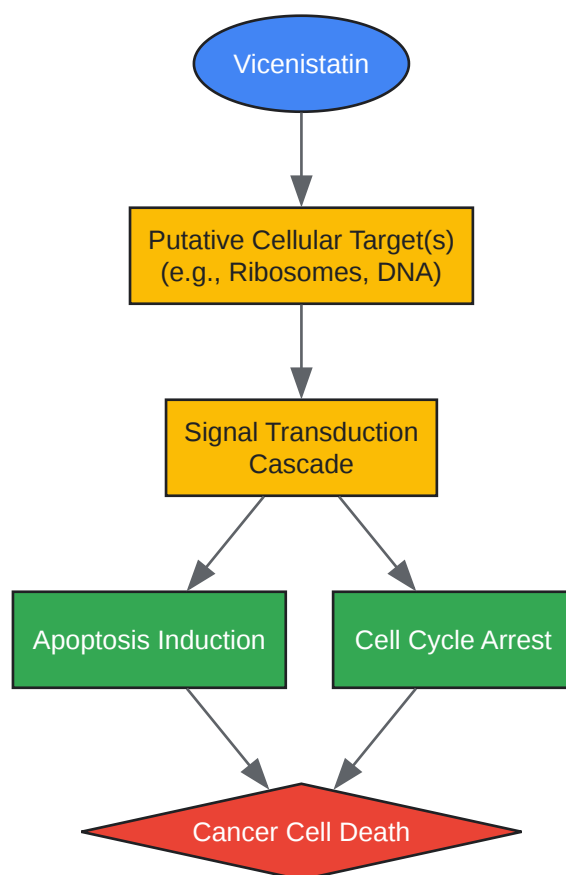 Vicenistatin
Putative Cellular Target(s)
(e.g., Ribosomes, DNA)
Signal Transduction
Cascade
Apoptosis Induction
Cell Cycle Arrest
Cancer Cell Death